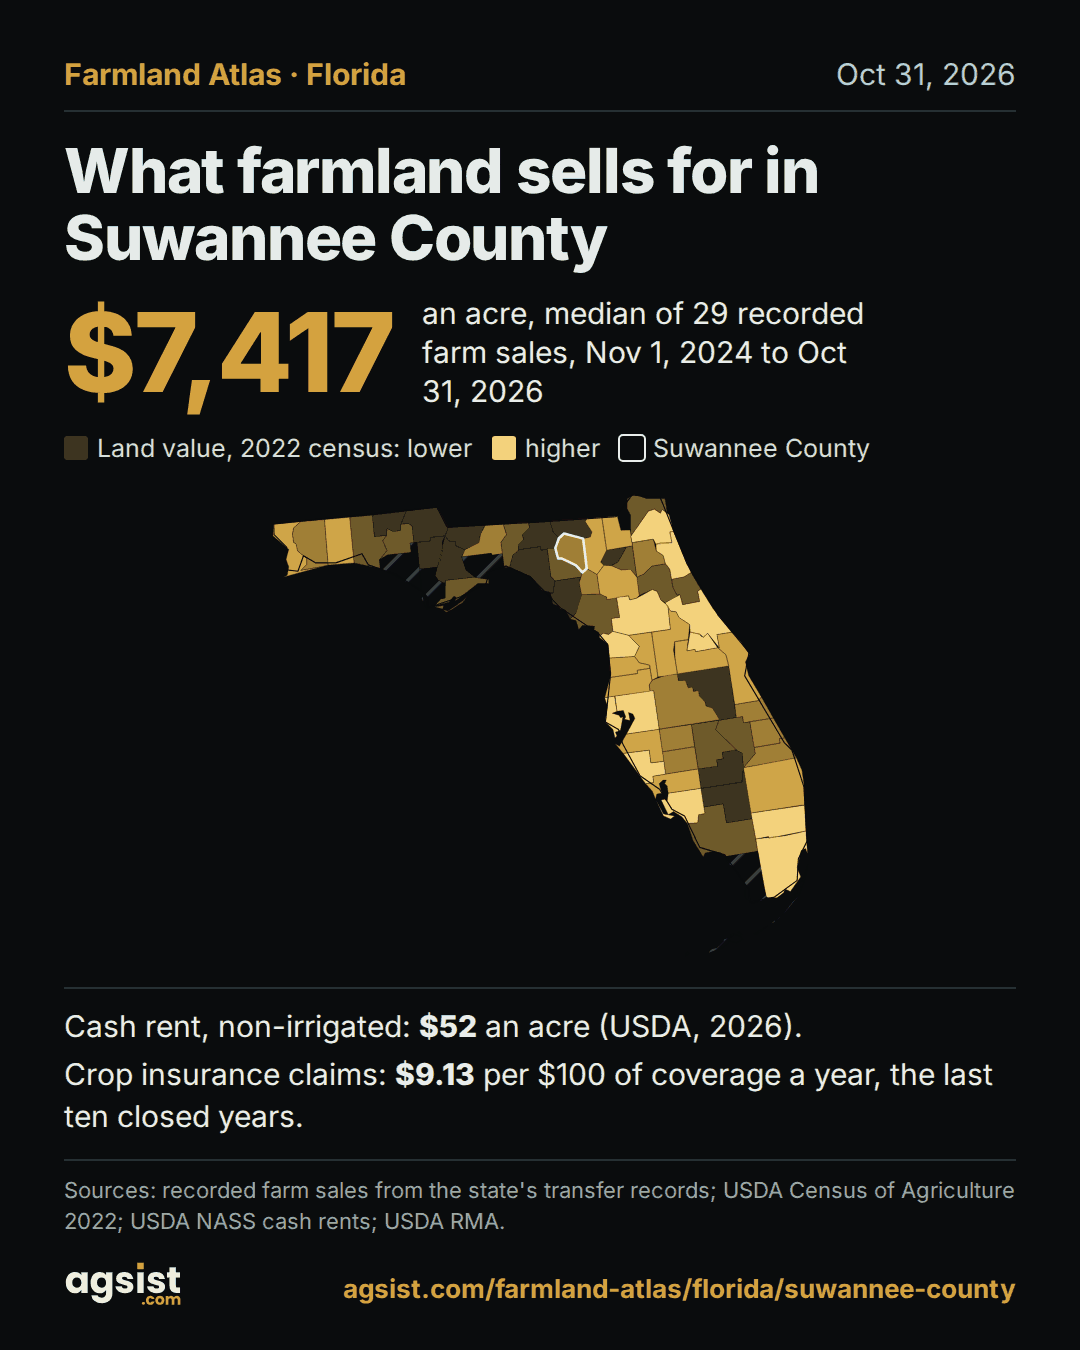 Farmland Atlas · Florida
Oct 31, 2026
What farmland sells for in
Suwannee County
$7,417
an acre, median of 29 recorded
farm sales, Nov 1, 2024 to Oct
31, 2026
Land value, 2022 census: lower
higher
Suwannee County
Cash rent, non-irrigated: $52 an acre (USDA, 2026).
Crop insurance claims: $9.13 per $100 of coverage a year, the last
ten closed years.
Sources: recorded farm sales from the state's transfer records; USDA Census of Agriculture
2022; USDA NASS cash rents; USDA RMA.
agsist
.com
agsist.com/farmland-atlas/florida/suwannee-county